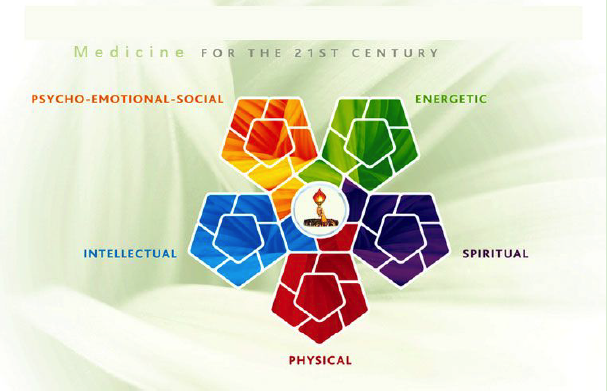 Medicine FOR THE 21ST CENTURY
PSYCHO-EMOTIONAL-SOCIAL
ENERGETIC
INTELLECTUAL
SPIRITUAL
PHYSICAL